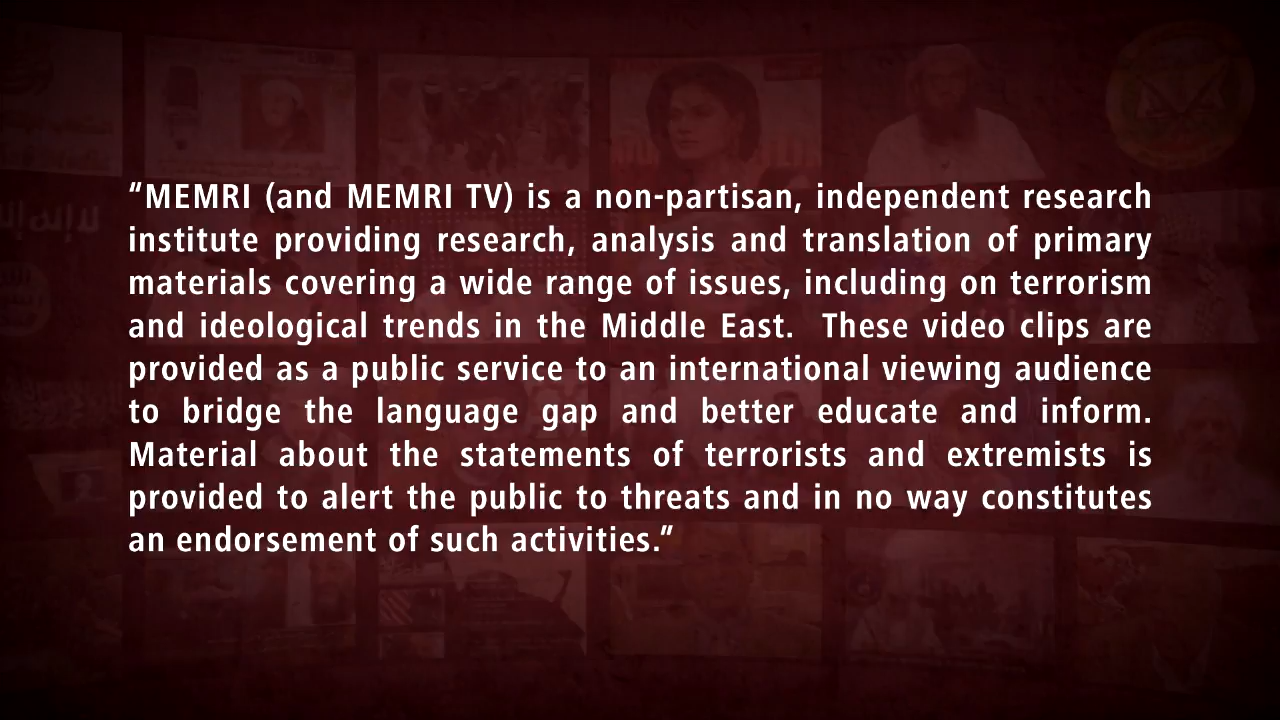 “MEMRI (and MEMRI TV) is a non-partisan, independent research
institute providing research, analysis and translation of primary
materials covering a wide range of issues, including on terrorism
and ideological trends in the Middle East.  These video clips are
provided as a public service to an international viewing audience
to bridge the language gap and better educate and inform.
Material about the statements of terrorists and extremists is
provided to alert the public to threats and in no way constitutes
an endorsement of such activities.”